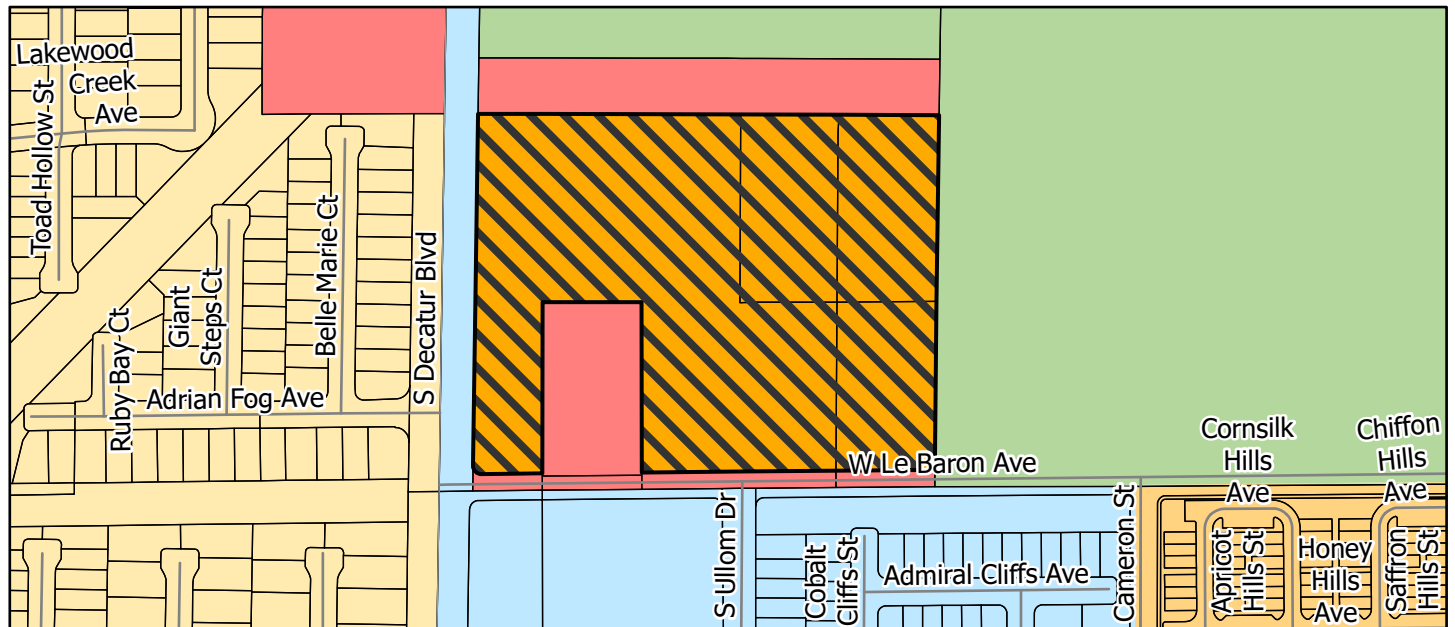 Lakewood
Creek
Ave
Toad Hollow St
Ruby Bay Ct
Giant
Steps Ct
Belle Marie Ct
Adrian Fog Ave
S Decatur Blvd
W Le Baron Ave
S Ullom Dr
Cobalt
Cliffs St
Admiral Cliffs Ave
Cameron St
Cornsilk
Hills
Ave
Chiffon
Hills
Ave
Apricot
Hills St
Honey
Hills
Ave
Saffron
Hills St